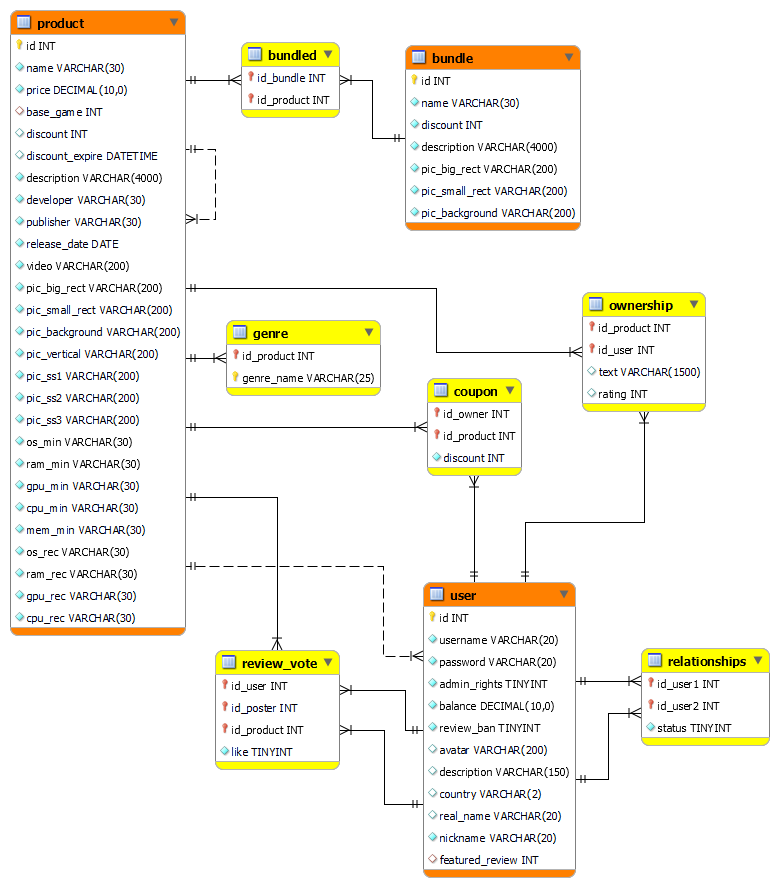 product
id INT
name VARCHAR(30)
price DECIMAL(10,0)
base_game INT
discount INT
discount_expire DATETIME
description VARCHAR(4000)
developer VARCHAR(30)
publisher VARCHAR(30)
release_date DATE
video VARCHAR(200)
pic_big_rect VARCHAR(200)
pic_small_rect VARCHAR(200)
pic_background VARCHAR(200)
pic_vertical VARCHAR(200)
pic_ss1 VARCHAR(200)
pic_ss2 VARCHAR(200)
pic_ss3 VARCHAR(200)
os_min VARCHAR(30)
ram_min VARCHAR(30)
gpu_min VARCHAR(30)
cpu_min VARCHAR(30)
mem_min VARCHAR(30)
os_rec VARCHAR(30)
ram_rec VARCHAR(30)
gpu_rec VARCHAR(30)
cpu_rec VARCHAR(30)
bundled
id_bundle INT
id_product INT
bundle
id INT
name VARCHAR(30)
discount INT
description VARCHAR(4000)
pic_big_rect VARCHAR(200)
pic_small_rect VARCHAR(200)
pic_background VARCHAR(200)
genre
id_product INT
genre_name VARCHAR(25)
ownership
id_product INT
id_user INT
text VARCHAR(1500)
rating INT
coupon
id_owner INT
id_product INT
discount INT
review_vote
id_user INT
id_poster INT
id_product INT
like TINYINT
user
id INT
username VARCHAR(20)
password VARCHAR(20)
admin_rights TINYINT
balance DECIMAL(10,0)
review_ban TINYINT
avatar VARCHAR(200)
description VARCHAR(150)
country VARCHAR(2)
real_name VARCHAR(20)
nickname VARCHAR(20)
featured_review INT
relationships
id_user1 INT
id_user2 INT
status TINYINT